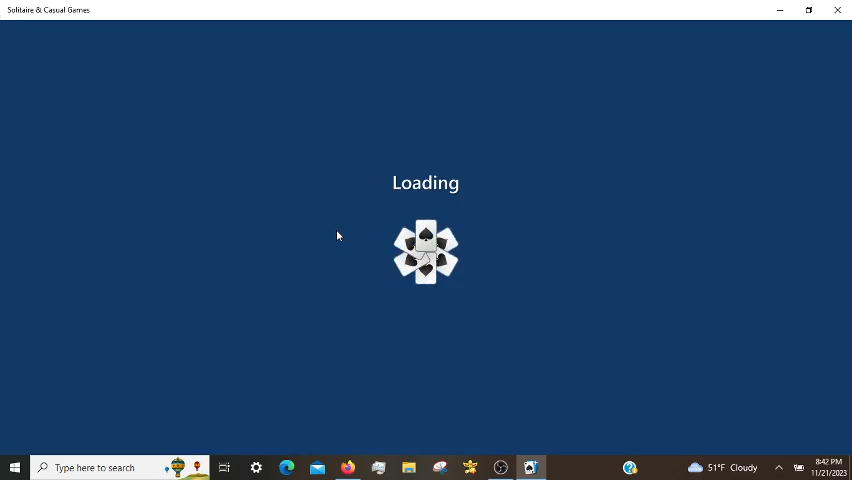 Solitaire & Casual Games
Loading
Type here to search
51°F Cloudy
8:42 PM
11/21/2023